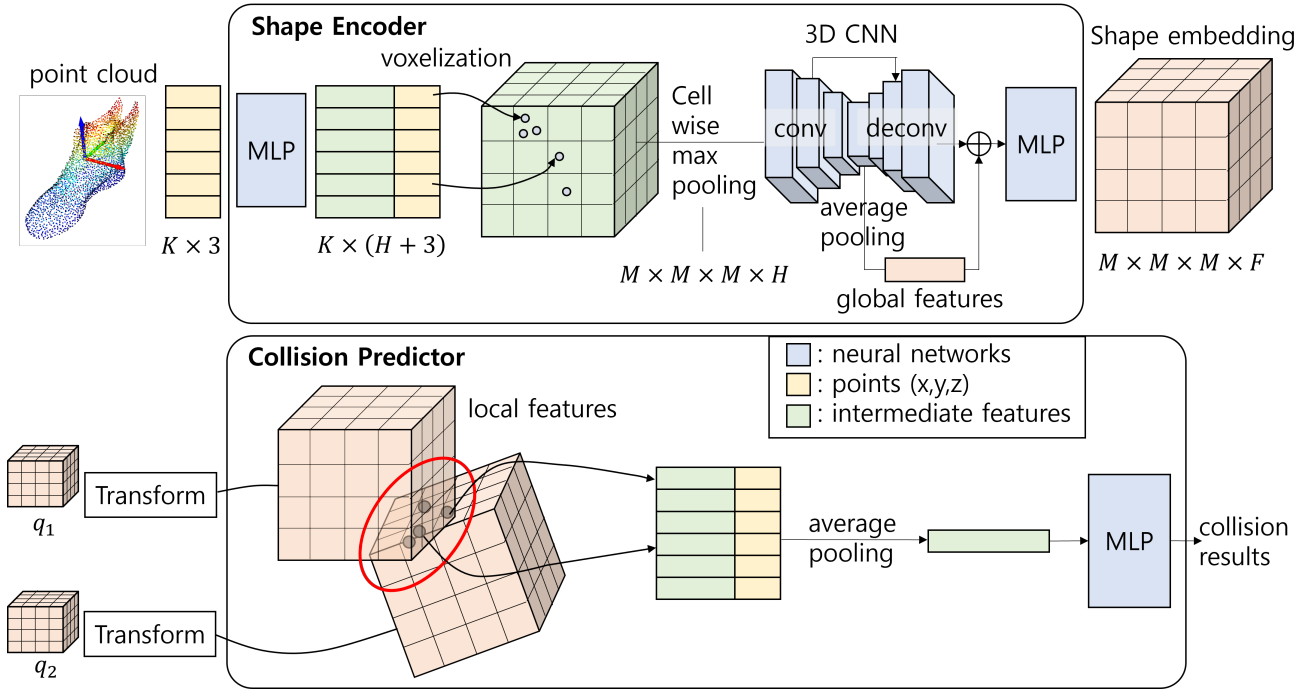 Shape Encoder
point cloud
K × 3
MLP
K × (H + 3)
voxelization
Cell
wise
max
pooling
M × M × M × H
3D CNN
conv
deconv
average
pooling
global features
MLP
Shape embedding
M × M × M × F
Collision Predictor
: neural networks
: points (x,y,z)
: intermediate features
local features
q1
Transform
q2
Transform
average
pooling
MLP
collision
results